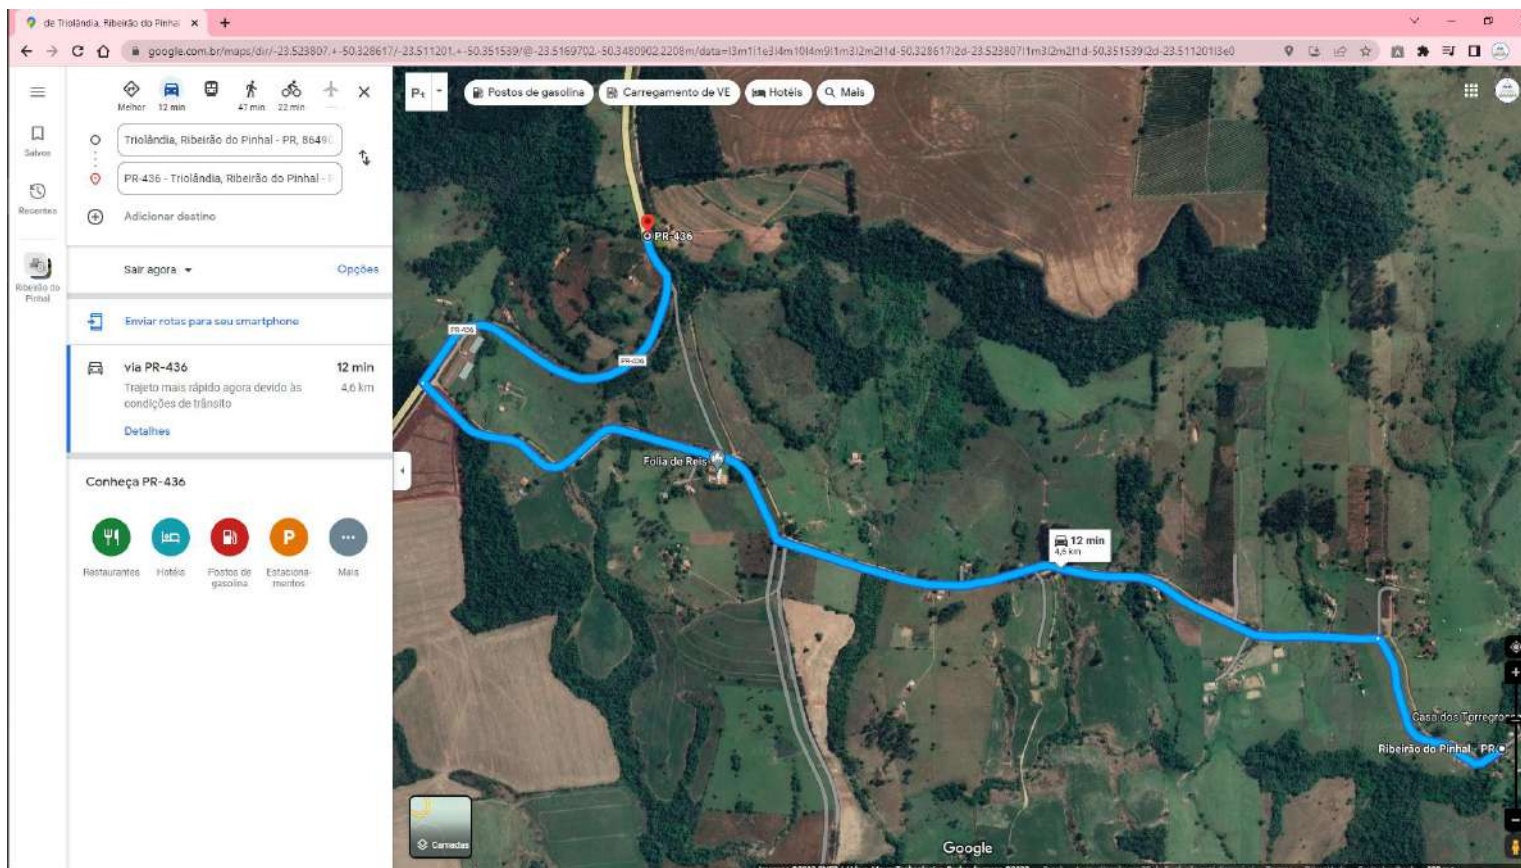 de Triolândia, Ribeirão do Pinhal
google.com.br/maps/dir/-23.523807,+-50.328617/-23.511201,+-50.351539/@-23.5169702,-50.3480902,2208m/data=!3m1!1e3!4m10!4m9!1m3!2m2!1d-50.328617!2d-23.523807!1m3!2m2!1d-50.351539!2d-23.511201!3e0
Melhor
12 min
47 min
22 min
Salvos
Recentes
Ribeirão do
Pinhal
Triolândia, Ribeirão do Pinhal - PR, 8649
PR-436 - Triolândia, Ribeirão do Pinhal -
Adicionar destino
Sair agora
Opções
Enviar rotas para seu smartphone
via PR-436
12 min
Trajeto mais rápido agora devido às
4,6 km
condições de trânsito
Detalhes
Conheça PR-436
Restaurantes
Hotéis
Postos de
gasolina
Estaciona-
mentos
Mais
Postos de gasolina
Carregamento de VE
Hotéis
Mais
PR-436
PR-436
PR-436
Folia de Reis
12 min
4,6 km
Casa dos Torregros
Ribeirão do Pinhal - PR
Camadas
Google